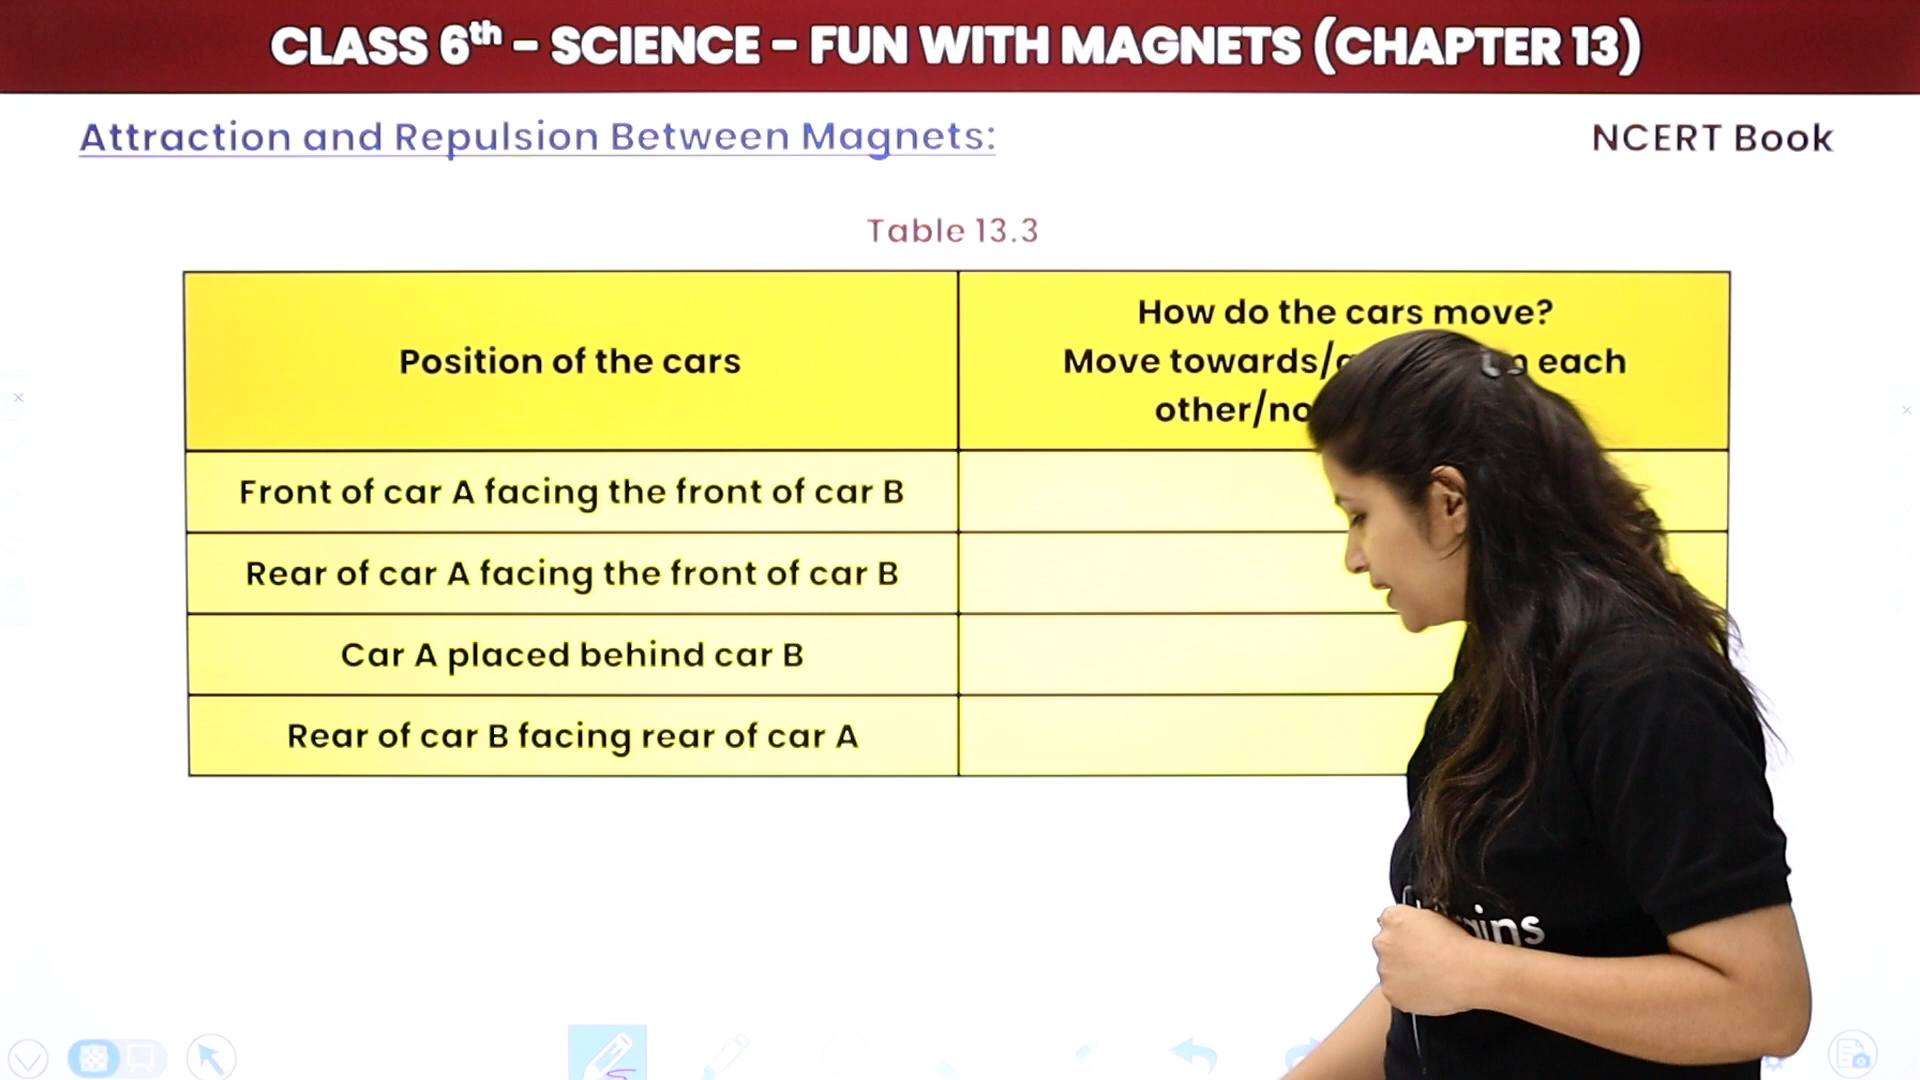 CLASS 6th - SCIENCE - FUN WITH MAGNETS (CHAPTER 13)
Attraction and Repulsion Between Magnets:
NCERT Book
Table 13.3
Position of the cars
How do the cars move?
Move towards/ each
other/
Front of car A facing the front of car B
Rear of car A facing the front of car B
Car A placed behind car B
Rear of car B facing rear of car A